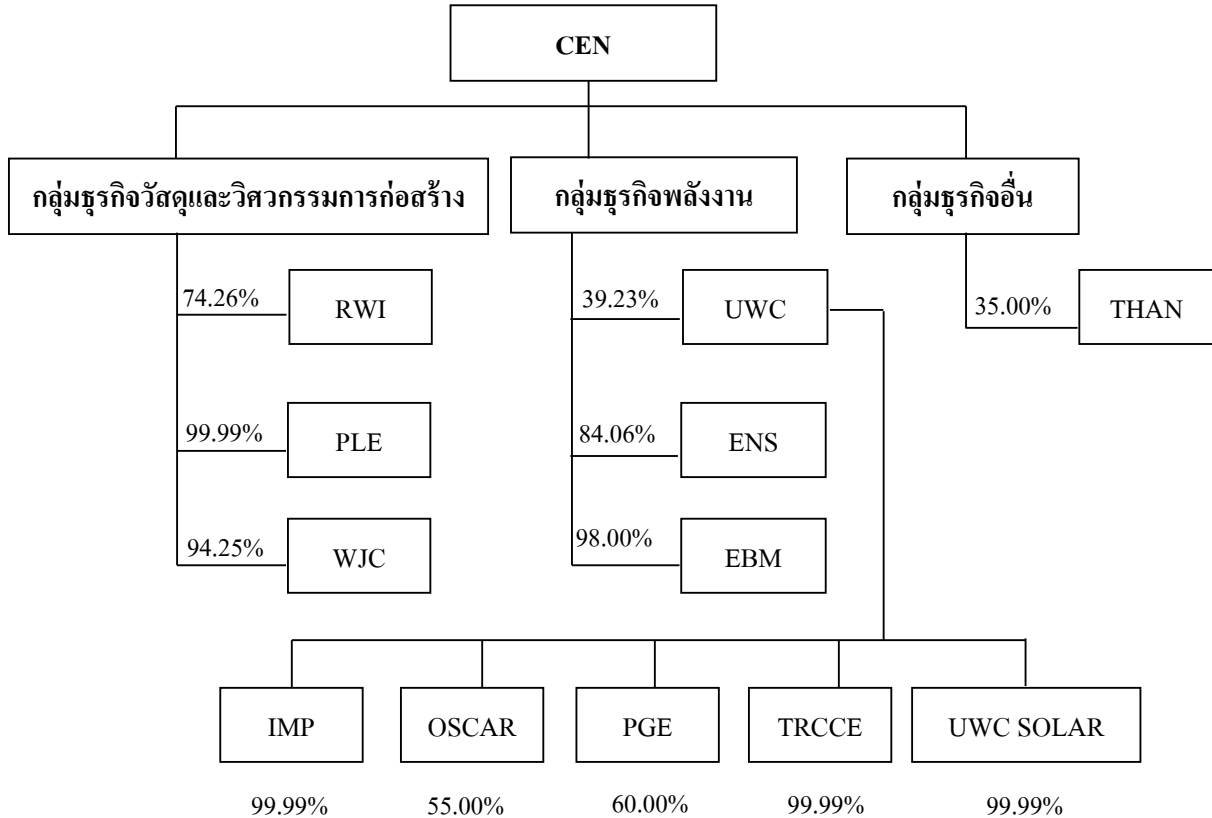 CEN
กลุ่มธุรกิจวัสดุและวิศวกรรมการก่อสร้าง
กลุ่มธุรกิจพลังงาน
กลุ่มธุรกิจอื่น
74.26%
RWI
39.23%
UWC
35.00%
THAN
99.99%
PLE
84.06%
ENS
94.25%
WJC
98.00%
EBM
IMP
OSCAR
PGE
TRCCE
UWC SOLAR
99.99%
55.00%
60.00%
99.99%
99.99%